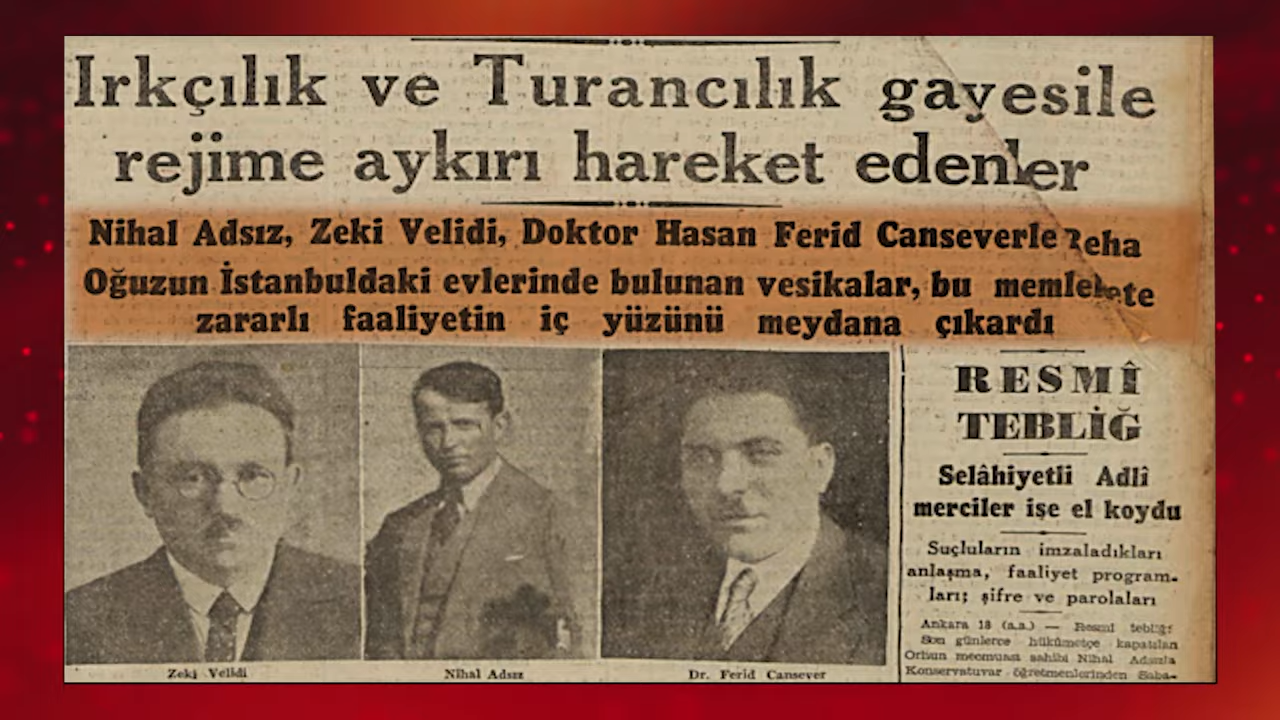 Irkçılık ve Turancılık gayesile
rejime aykırı hareket edenler
Nihal Adsız, Zeki Velidi, Doktor Hasan Ferid Canseverle Reha
Oğuzun İstanbuldaki evlerinde bulunan vesikalar, bu memlekete
zararlı faaliyetin iç yüzünü meydana çıkardı
Zeki Velidi
Nihal Adsız
Dr. Ferid Cansever
RESMÎ
TEBLİĞ
Selâhiyetli Adlî
merciler işe el koydu
Suçluların imzaladıkları
anlaşma, faaliyet program-
ları; şifre ve parolaları
Ankara 18 (a.a.) — Resmî tebliğ:
Son günlerce hükûmetçe kapatılan
Orhun mecmuası sahibi Nihal Adsızla
Konservatuvar öğretmenlerinden Saba-